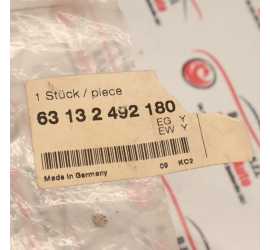 1 Stück / piece
63 13 2 492 180
EG Y
EW Y
Made in Germany 09 KC2